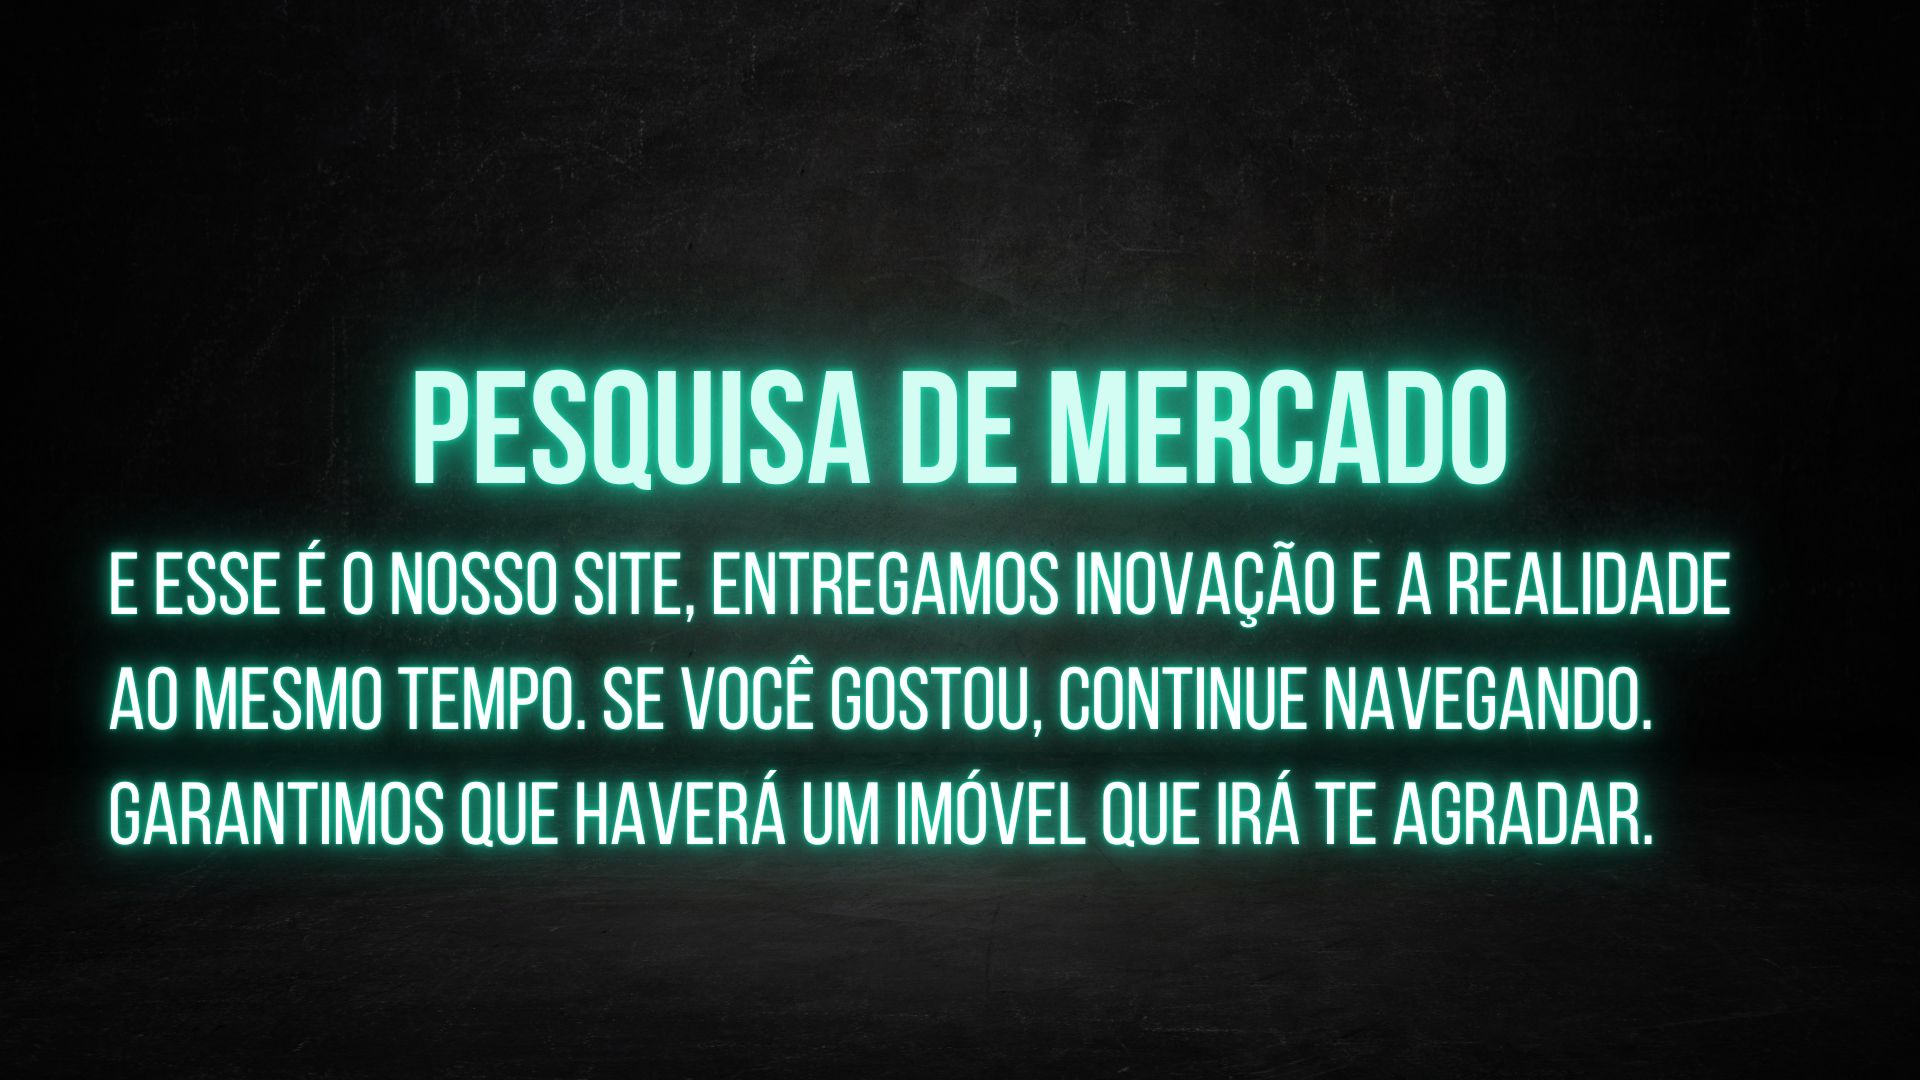 PESQUISA DE MERCADO
E ESSE É O NOSSO SITE, ENTREGAMOS INOVAÇÃO E A REALIDADE
AO MESMO TEMPO. SE VOCÊ GOSTOU, CONTINUE NAVEGANDO.
GARANTIMOS QUE HAVERÁ UM IMÓVEL QUE IRÁ TE AGRADAR.